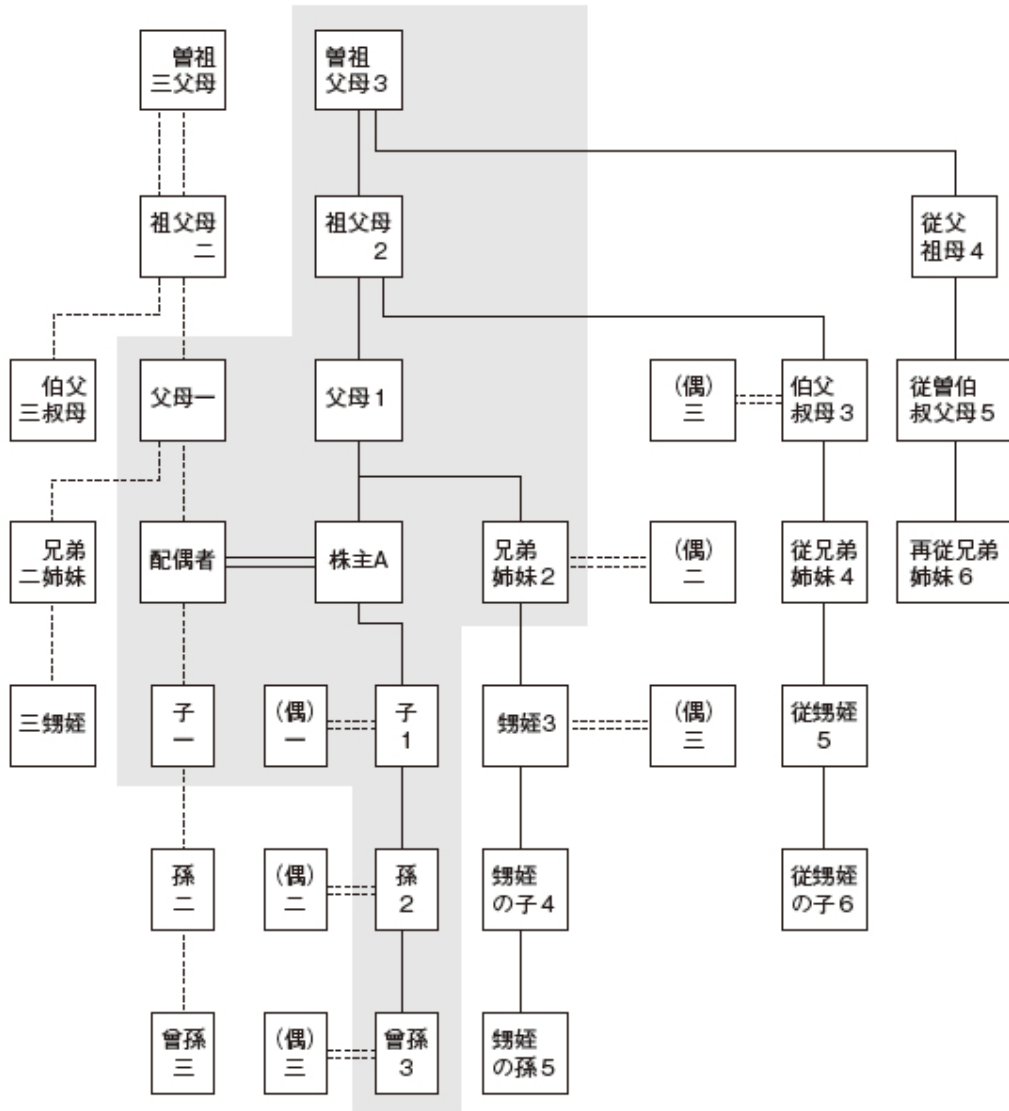 曽祖
三父母
曽祖
父母3
祖父母
二
祖父母
2
従父
祖母4
伯父
三叔母
父母一
父母1
(偶)
三
伯父
叔母3
従曽伯
叔父母5
兄弟
二姉妹
配偶者
株主A
兄弟
姉妹2
(偶)
二
従兄弟
姉妹4
再従兄弟
姉妹6
三甥姪
子
一
(偶)
一
子
1
甥姪3
(偶)
三
従甥姪
5
孫
二
(偶)
二
孫
2
甥姪
の子4
従甥姪
の子6
曾孫
三
(偶)
三
曾孫
3
甥姪
の孫5